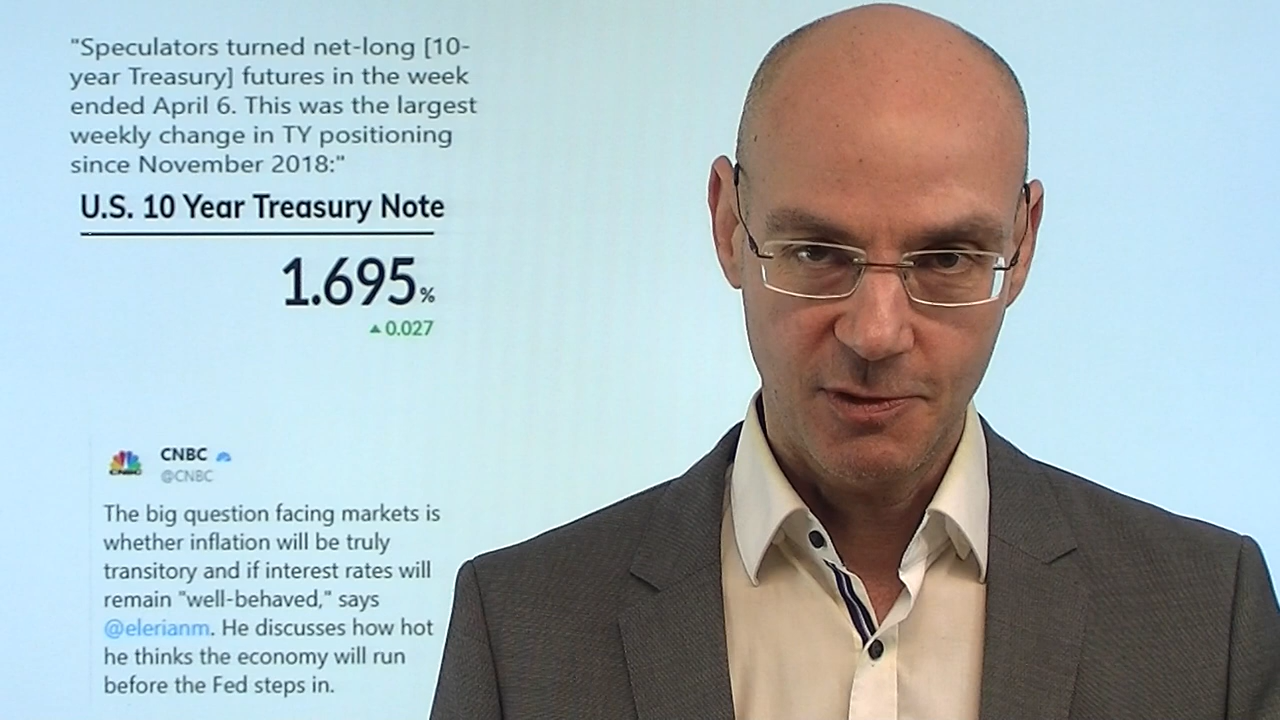 "Speculators turned net-long [10-
year Treasury] futures in the week
ended April 6. This was the largest
weekly change in TY positioning
since November 2018:"
U.S. 10 Year Treasury Note
1.695%
▲0.027
CNBC
CNBC
@CNBC
The big question facing markets is
whether inflation will be truly
transitory and if interest rates will
remain "well-behaved," says
@elerianm. He discusses how hot
he thinks the economy will run
before the Fed steps in.